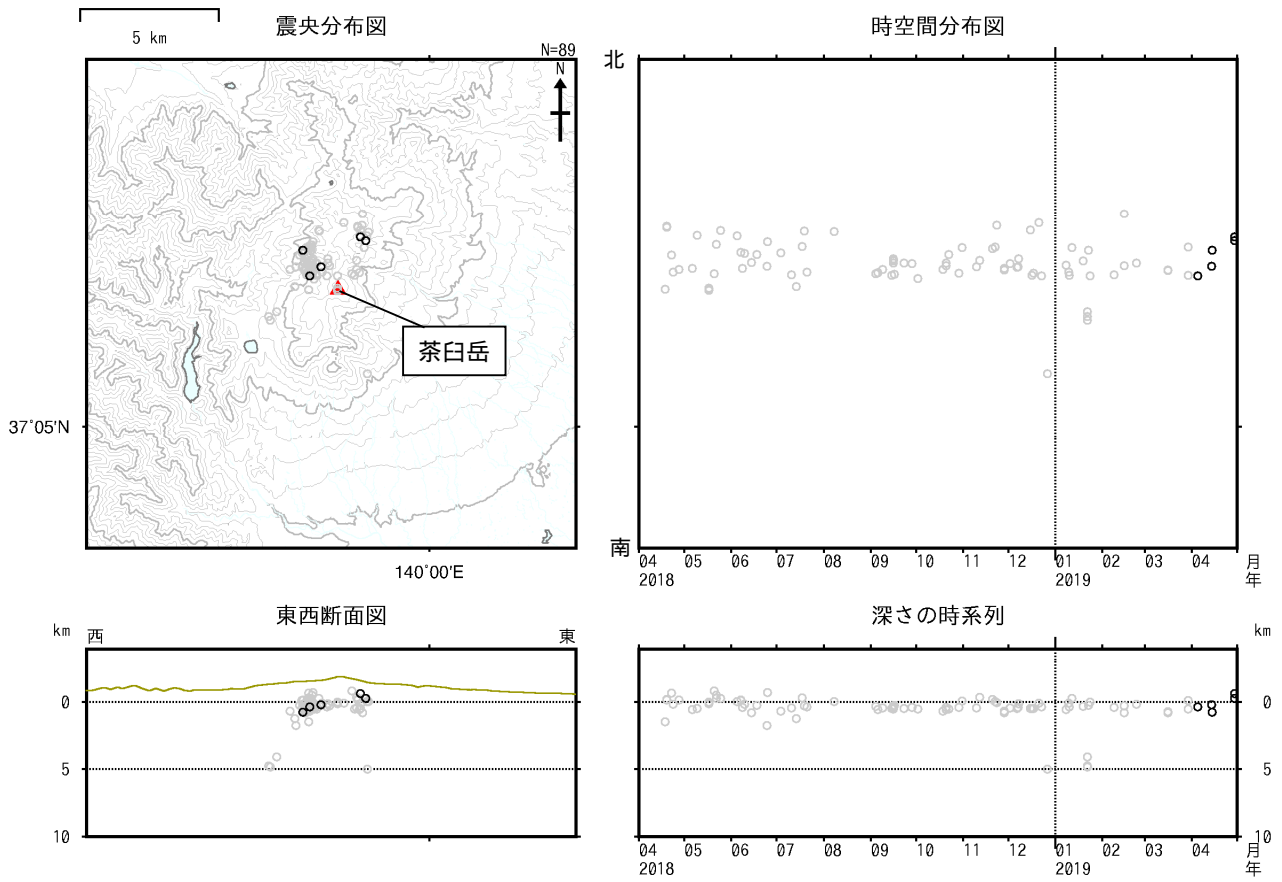 5 km
震央分布図
N=89
N
茶臼岳
37°05'N
140°00'E
時空間分布図
北
南
04 05 06 07 08 09 10 11 12 01 02 03 04 月
2018 2019 年
東西断面図
km
西 東
0
5
10
深さの時系列
km
0
5
10
04 05 06 07 08 09 10 11 12 01 02 03 04 月
2018 2019 年